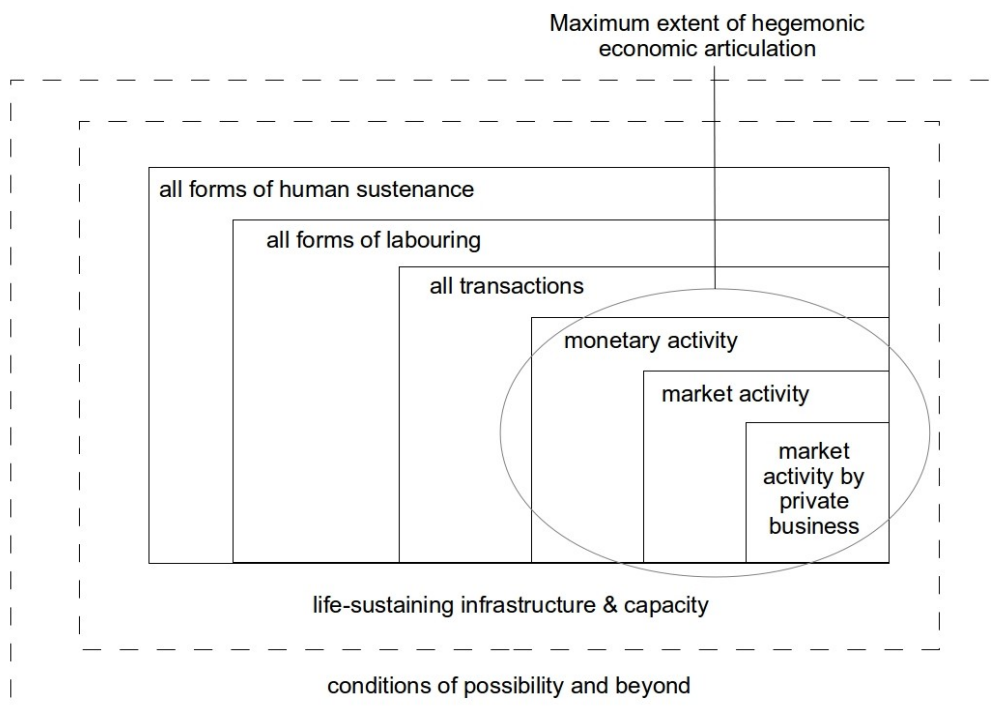 Maximum extent of hegemonic
economic articulation
all forms of human sustenance
all forms of labouring
all transactions
monetary activity
market activity
market
activity by
private
business
life-sustaining infrastructure & capacity
conditions of possibility and beyond